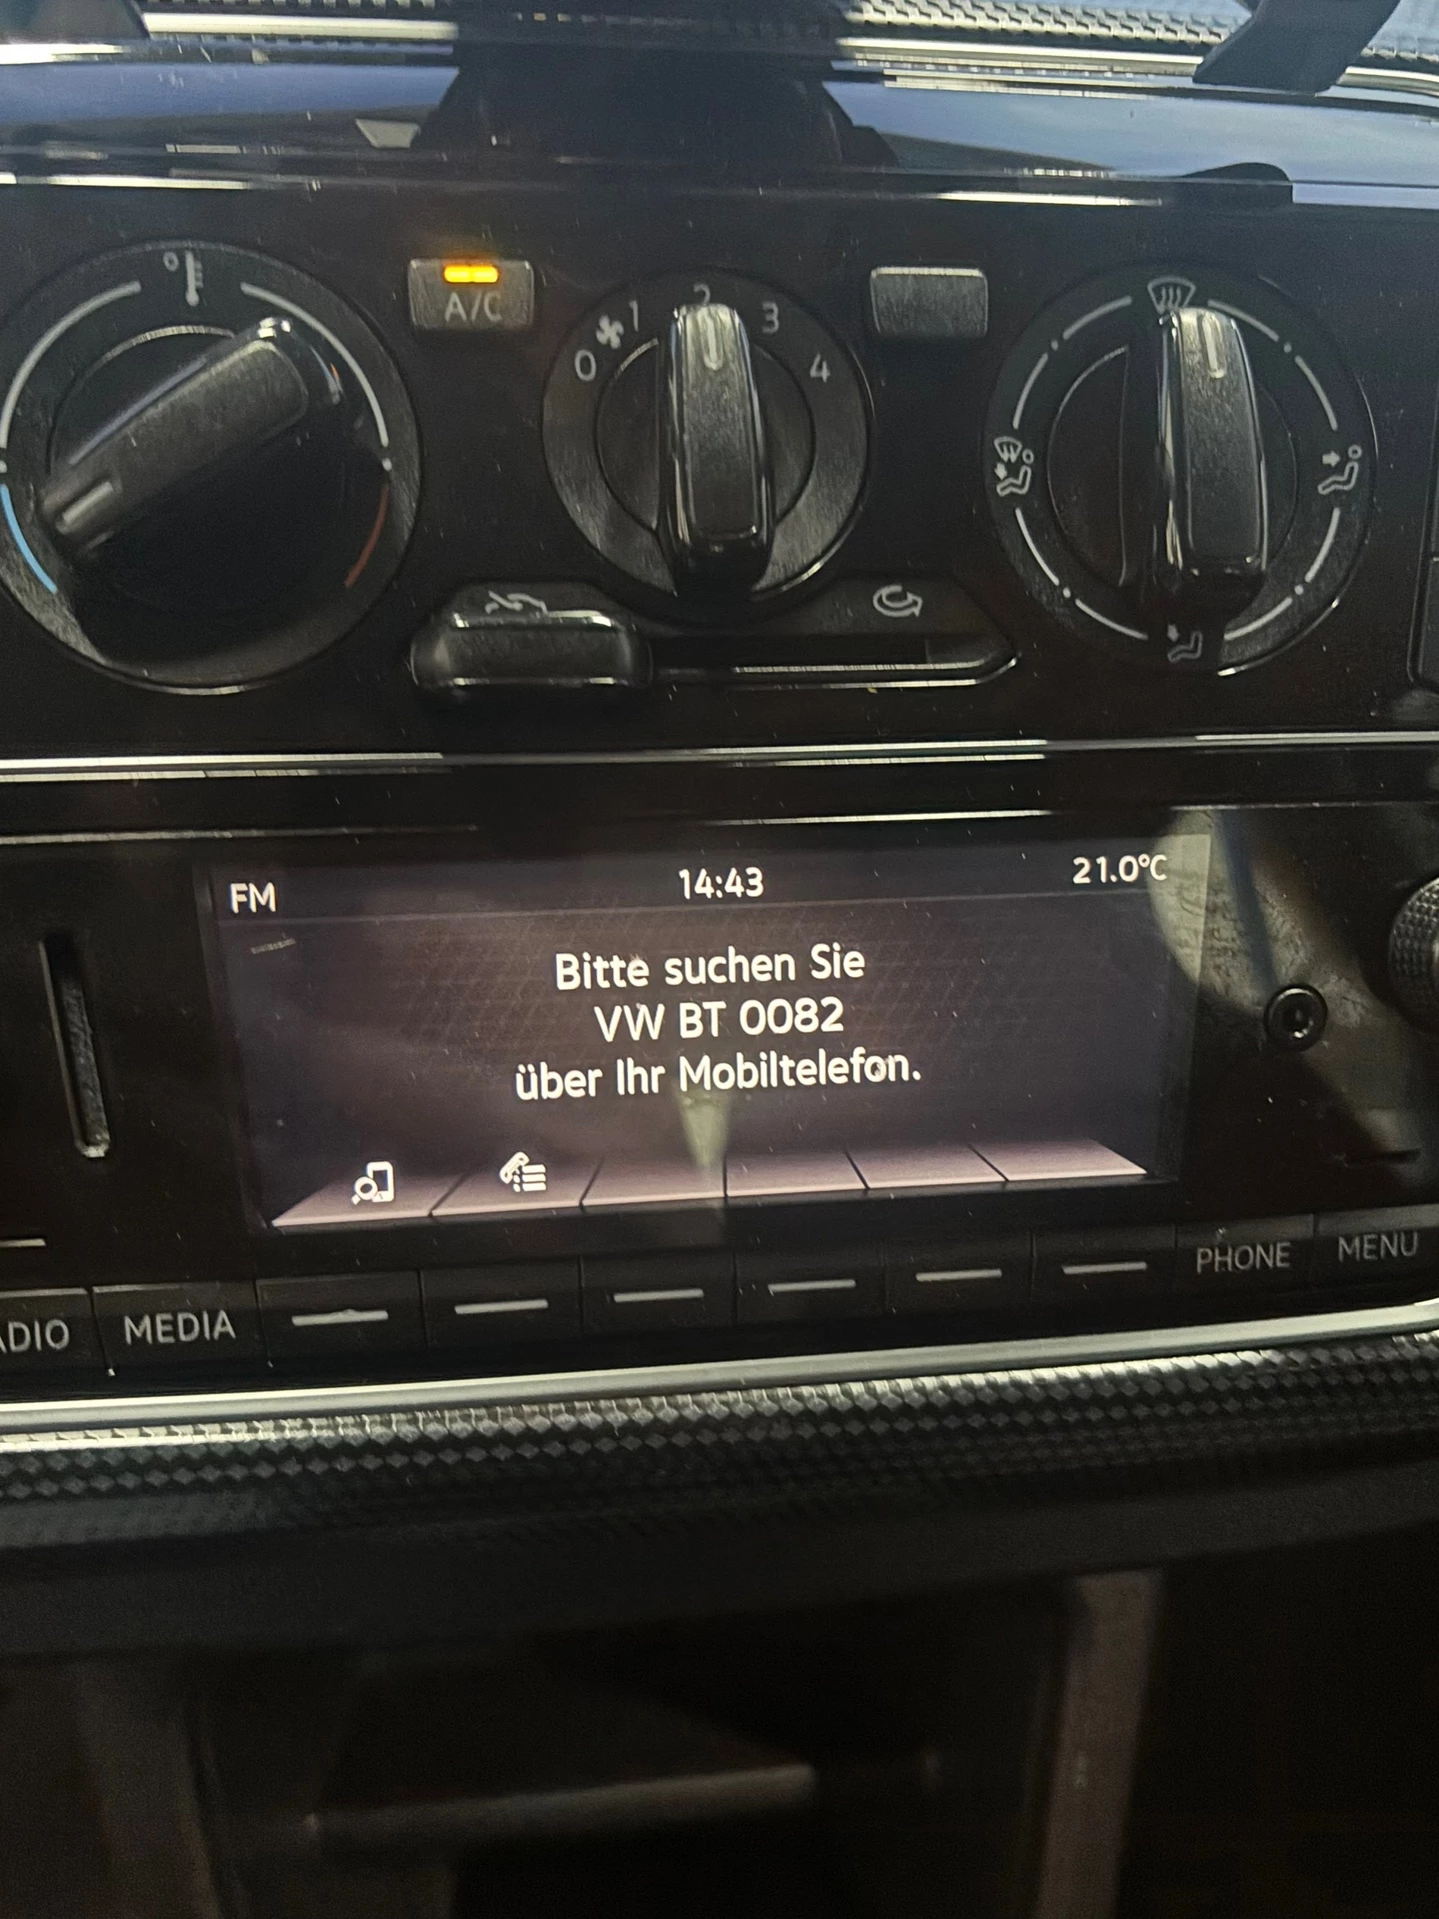 A/C
0
1
2
3
4
FM
14:43
21.0°C
Bitte suchen Sie
VW BT 0082
über Ihr Mobiltelefon.
ADIO
MEDIA
PHONE
MENU